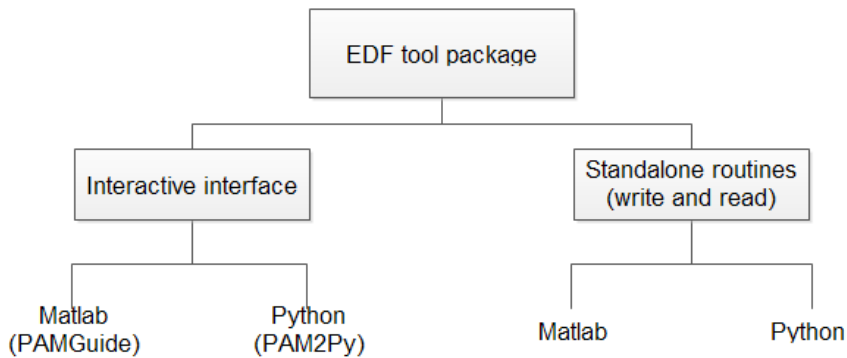 EDF tool package
Interactive interface
Standalone routines
(write and read)
Matlab
(PAMGuide)
Python
(PAM2Py)
Matlab
Python